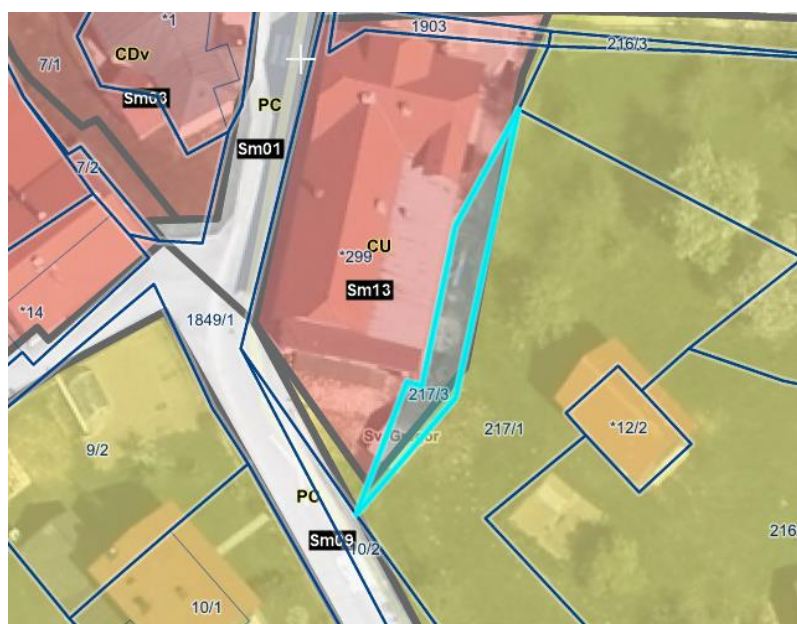 *1
1903
216/3
CDv
7/1
Sm03
PC
Sm01
7/2
CU
*299
Sm13
*14
1849/1
217/3
217/1
*12/2
9/2
PC
Sm09
10/2
216
10/1